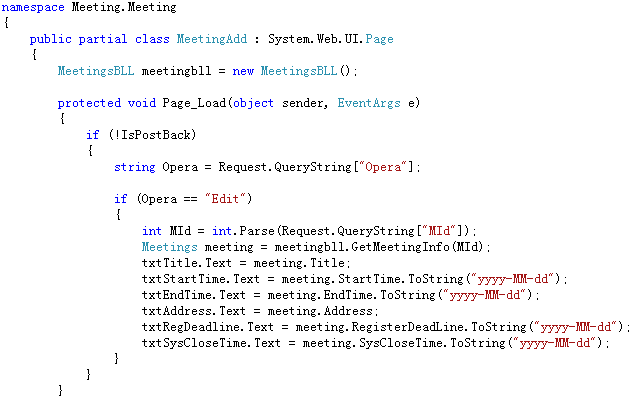 namespace Meeting.Meeting
{
    public partial class MeetingAdd : System.Web.UI.Page
    {
        MeetingsBLL meetingbll = new MeetingsBLL();

        protected void Page_Load(object sender, EventArgs e)
        {
            if (!IsPostBack)
            {
                string Opera = Request.QueryString["Opera"];

                if (Opera == "Edit")
                {
                    int MId = int.Parse(Request.QueryString["MId"]);
                    Meetings meeting = meetingbll.GetMeetingInfo(MId);
                    txtTitle.Text = meeting.Title;
                    txtStartTime.Text = meeting.StartTime.ToString("yyyy-MM-dd");
                    txtEndTime.Text = meeting.EndTime.ToString("yyyy-MM-dd");
                    txtAddress.Text = meeting.Address;
                    txtRegDeadline.Text = meeting.RegisterDeadLine.ToString("yyyy-MM-dd");
                    txtSysCloseTime.Text = meeting.SysCloseTime.ToString("yyyy-MM-dd");
                }
            }
        }